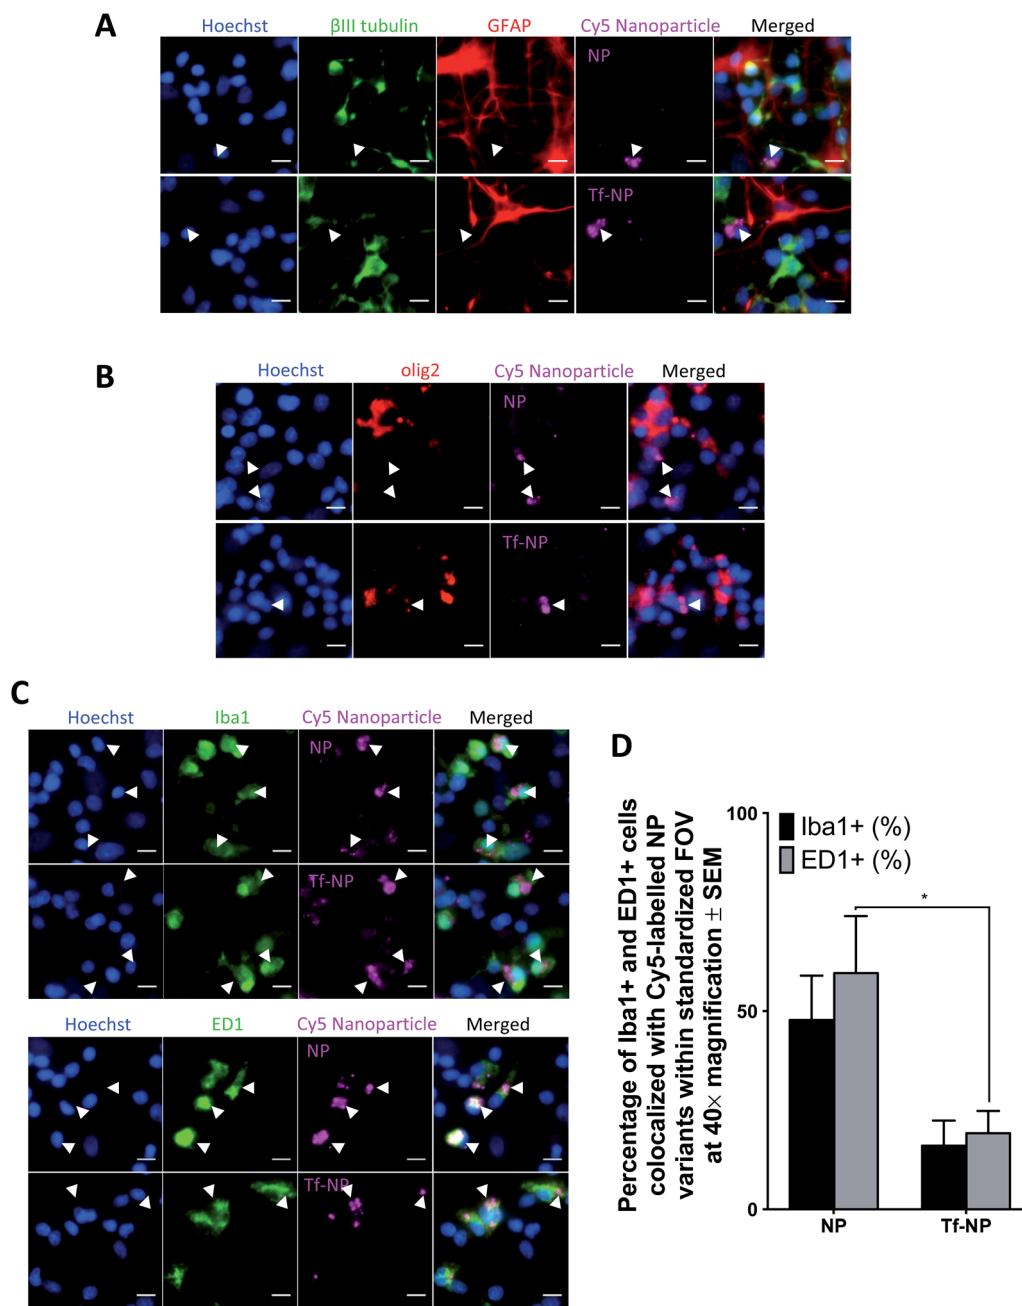 A
Hoechst βIII tubulin GFAP Cy5 Nanoparticle Merged
NP
Tf-NP
B
Hoechst olig2 Cy5 Nanoparticle Merged
NP
Tf-NP
C
Hoechst Iba1 Cy5 Nanoparticle Merged
NP
Tf-NP
Hoechst ED1 Cy5 Nanoparticle Merged
NP
Tf-NP
D
Percentage of Iba1+ and ED1+ cells
colocalized with Cy5-labelled NP
variants within standardized FOV
at 40× magnification ± SEM
100
50
0
Iba1+ (%)
ED1+ (%)
*
NP Tf-NP